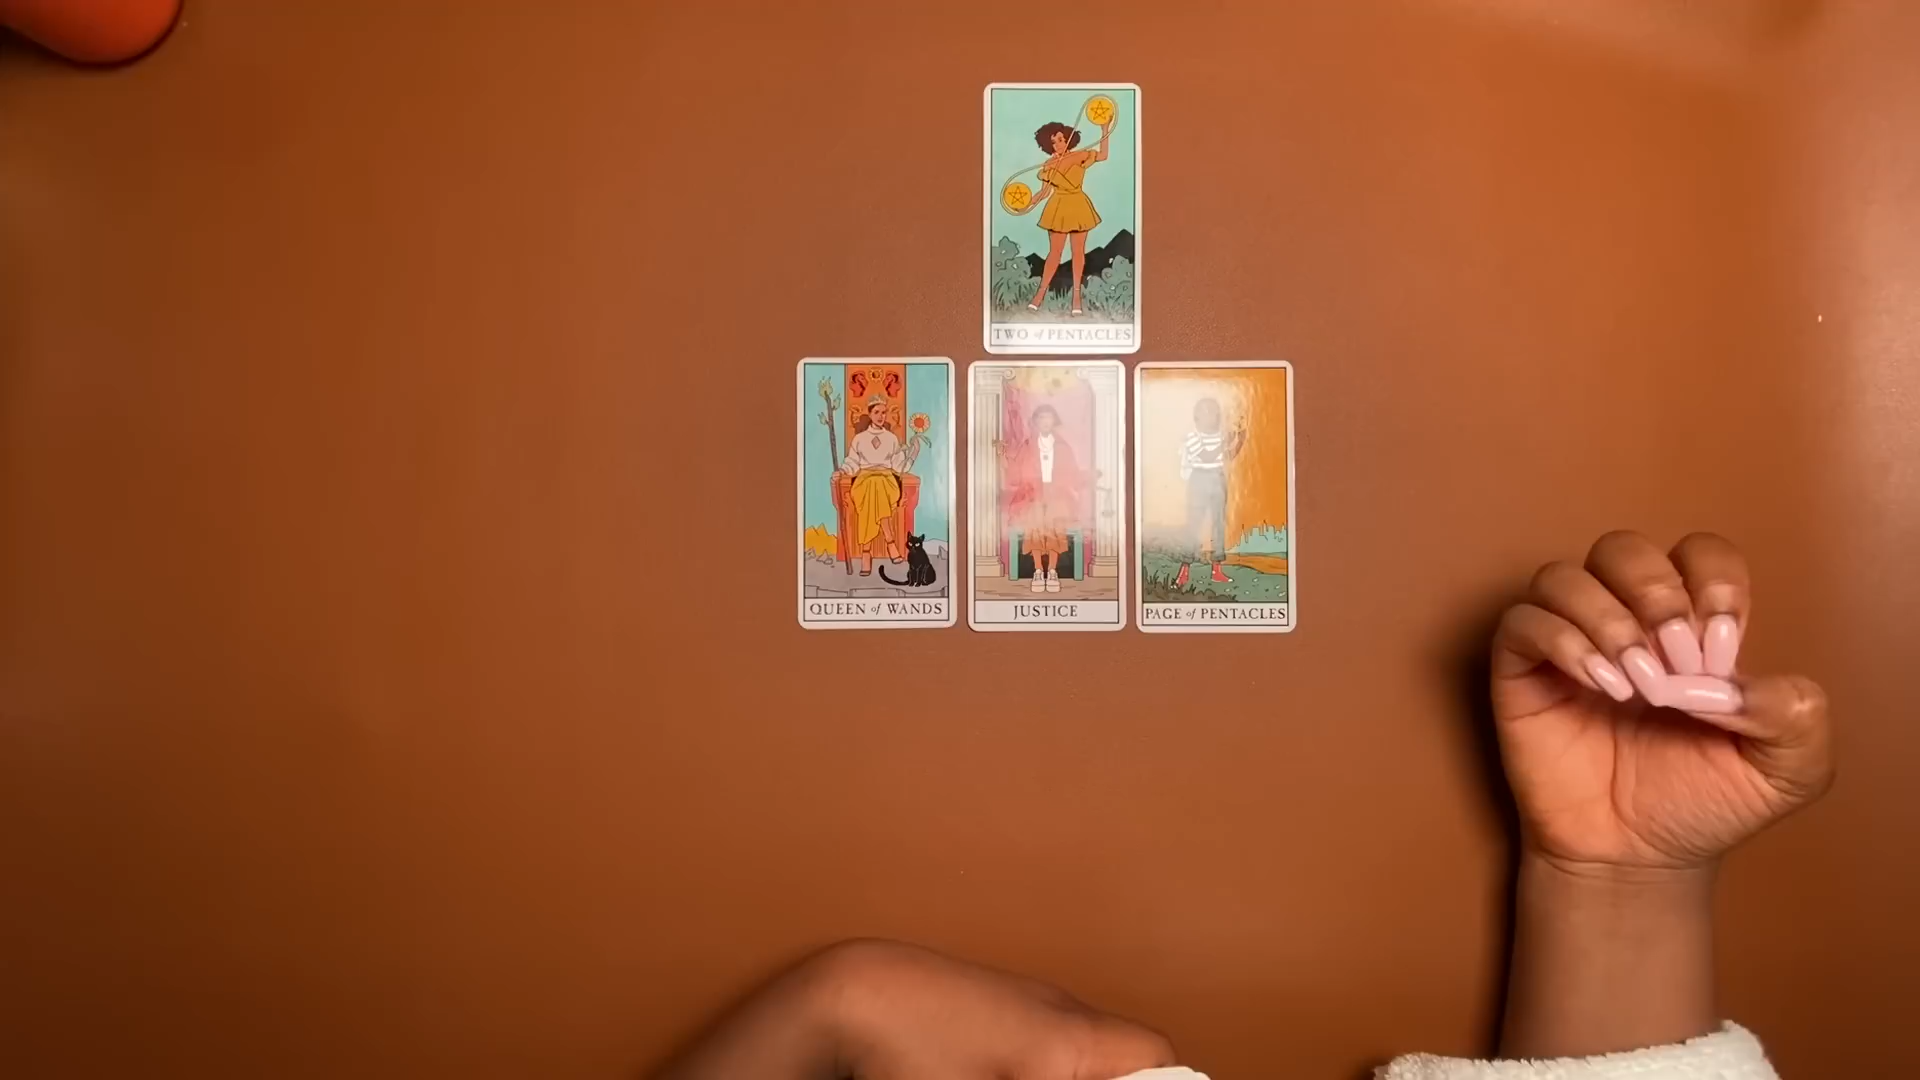 TWO of PENTACLES
QUEEN of WANDS
JUSTICE
PAGE of PENTACLES